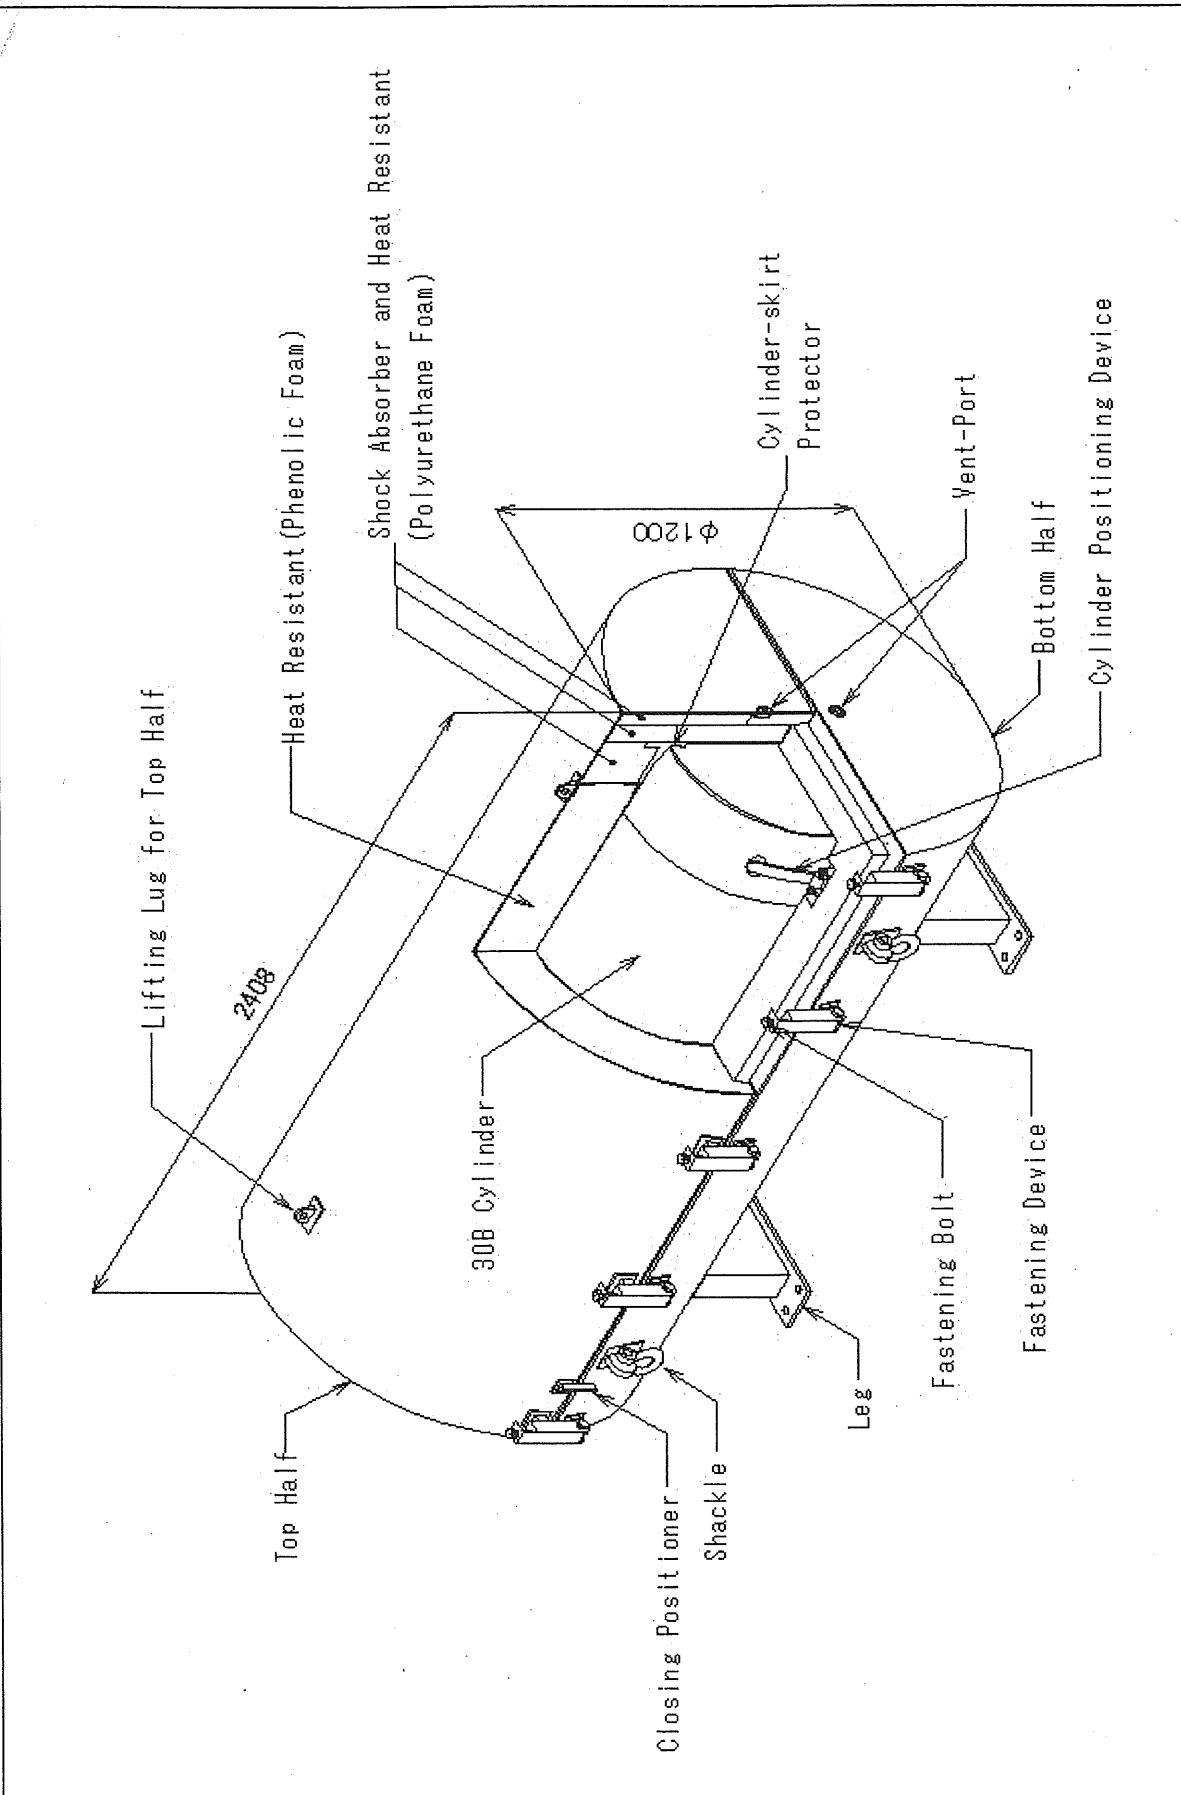 Lifting Lug for Top Half
Heat Resistant(Phenolic Foam)
Shock Absorber and Heat Resistant
(Polyurethane Foam)
2408
Top Half
φ1200
Cylinder-skirt
Protector
30B Cylinder
Vent-Port
Bottom Half
Cylinder Positioning Device
Closing Positioner
Shackle
Leg
Fastening Bolt
Fastening Device